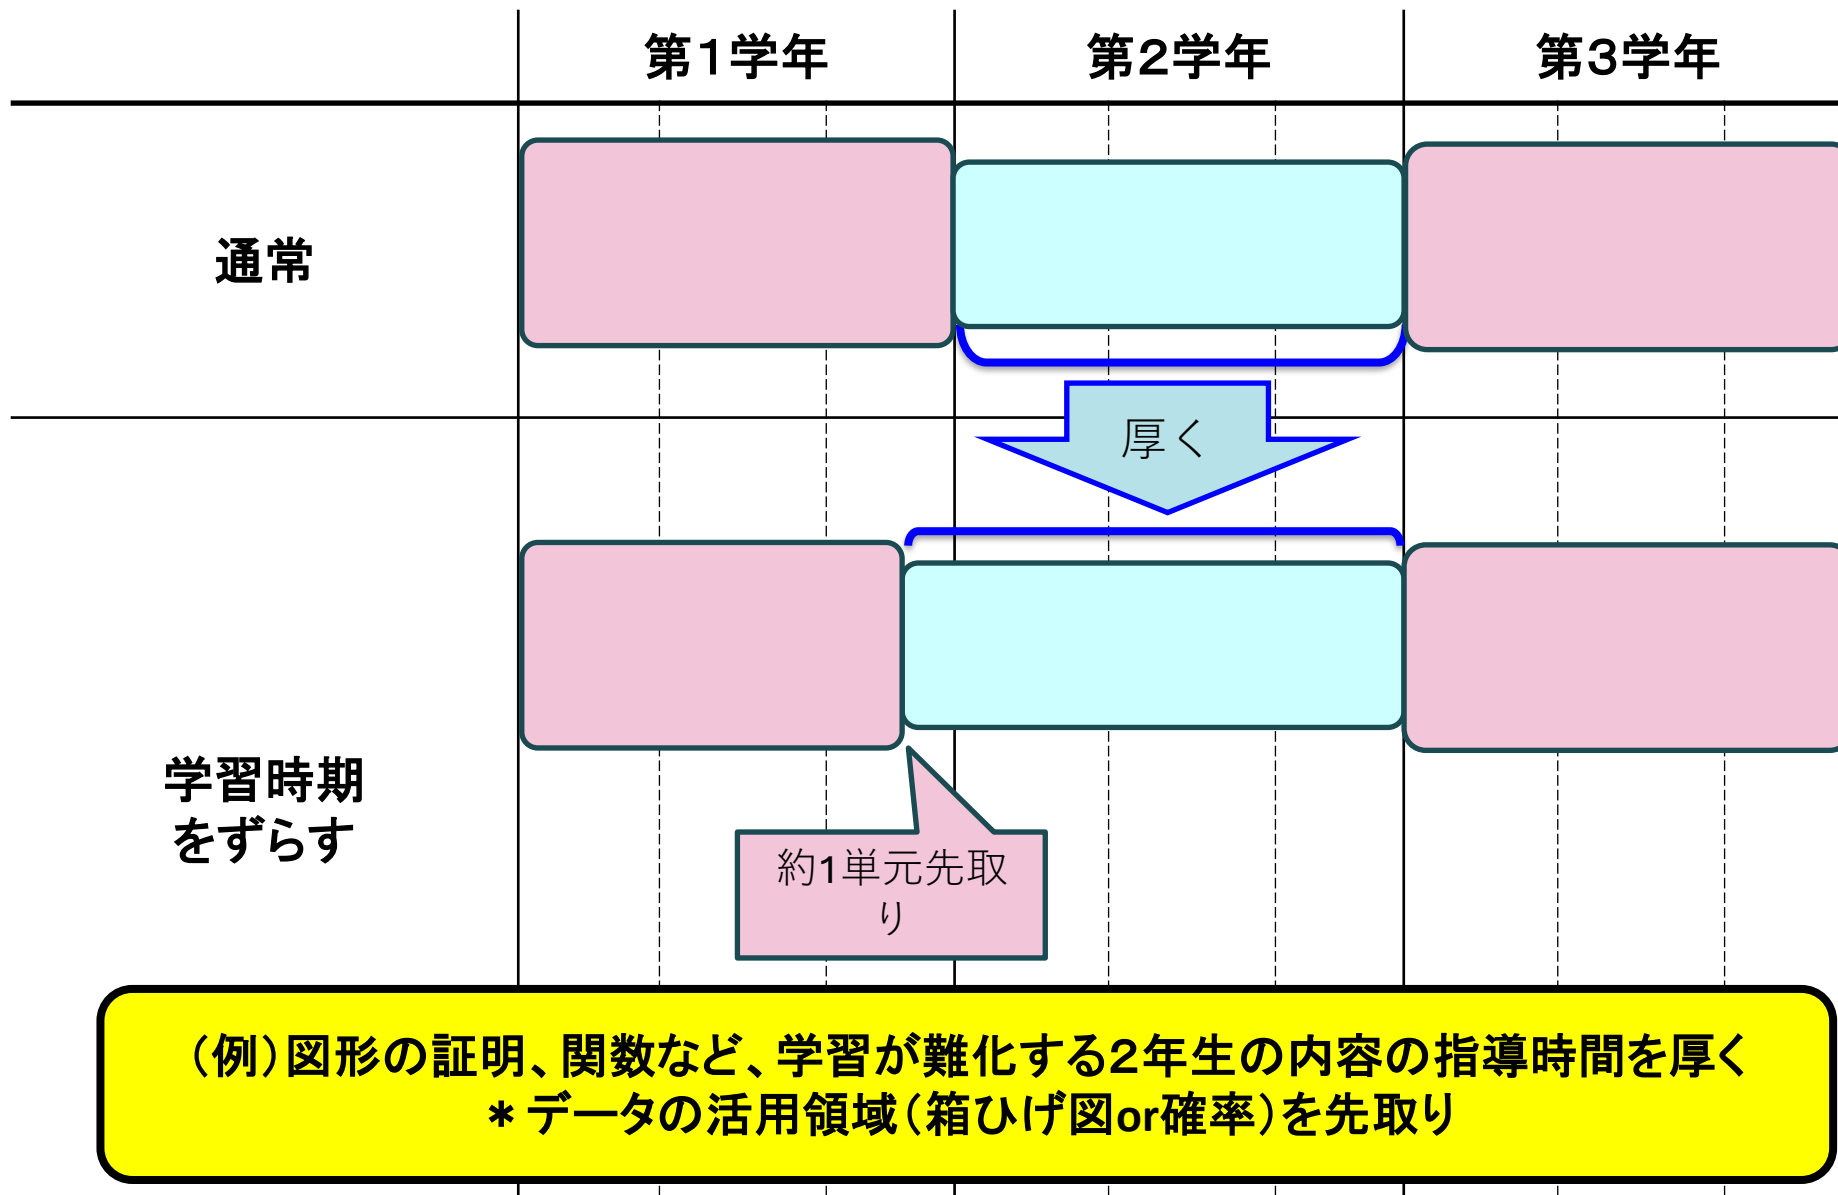 第１学年
第２学年
第３学年
通常
厚く
学習時期
をずらす
約1単元先取
り
（例）図形の証明、関数など、学習が難化する２年生の内容の指導時間を厚く
＊データの活用領域（箱ひげ図or確率）を先取り